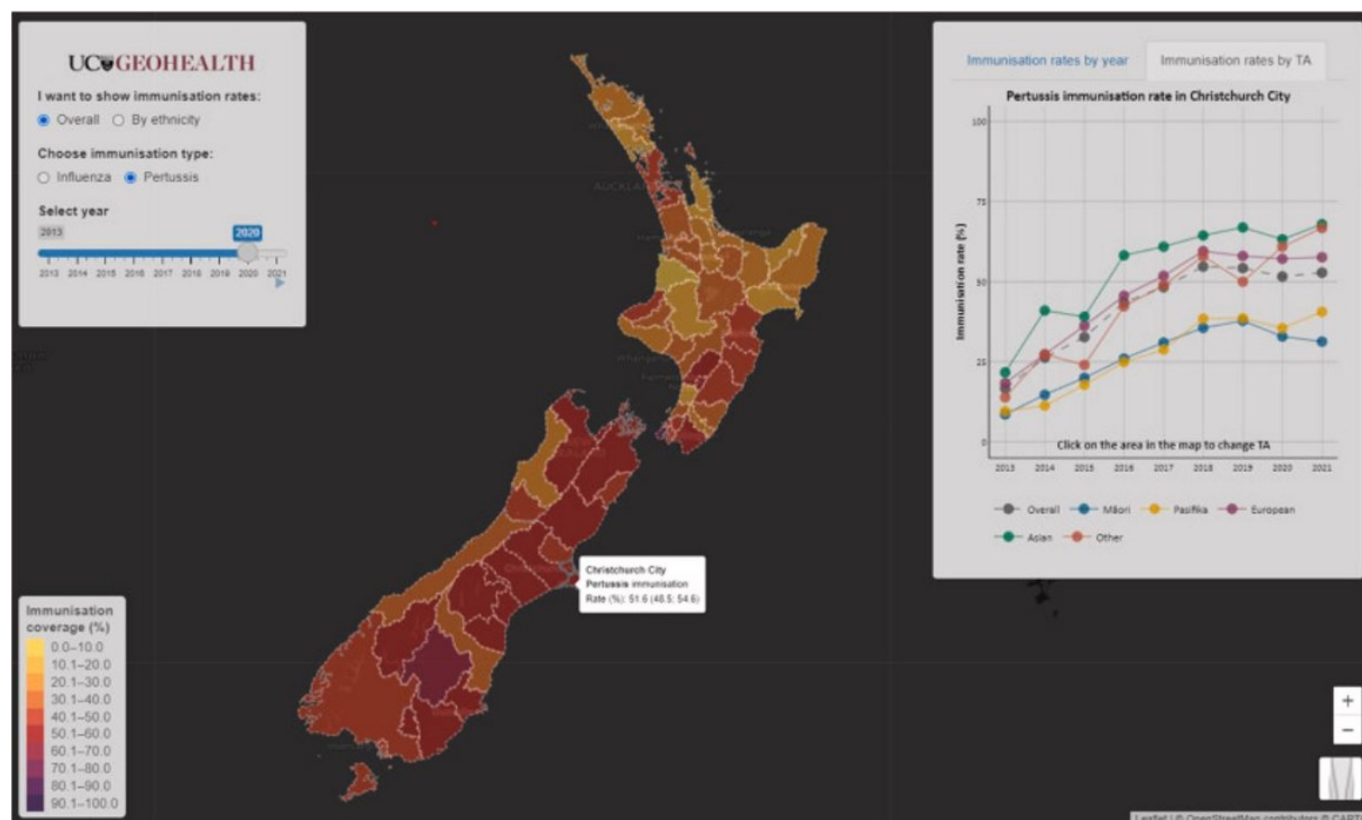 UC GEOHEALTH
I want to show immunisation rates:
Overall By ethnicity
Choose immunisation type:
Influenza Pertussis
Select year
2013 2020
2013 2014 2015 2016 2017 2018 2019 2020 2021
Immunisation rates by year Immunisation rates by TA
Pertussis immunisation rate in Christchurch City
Immunisation rate (%)
100
75
50
25
0
Click on the area in the map to change TA
2013 2014 2015 2016 2017 2018 2019 2020 2021
Overall Māori Pasifika European
Asian Other
AUCKLAND
Christchurch City
Pertussis immunisation
Rate (%): 51.6 (48.5; 54.6)
Immunisation
coverage (%)
0.0–10.0
10.1–20.0
20.1–30.0
30.1–40.0
40.1–50.0
50.1–60.0
60.1–70.0
70.1–80.0
80.1–90.0
90.1–100.0
+
−
Leaflet | © OpenStreetMap contributors © CART